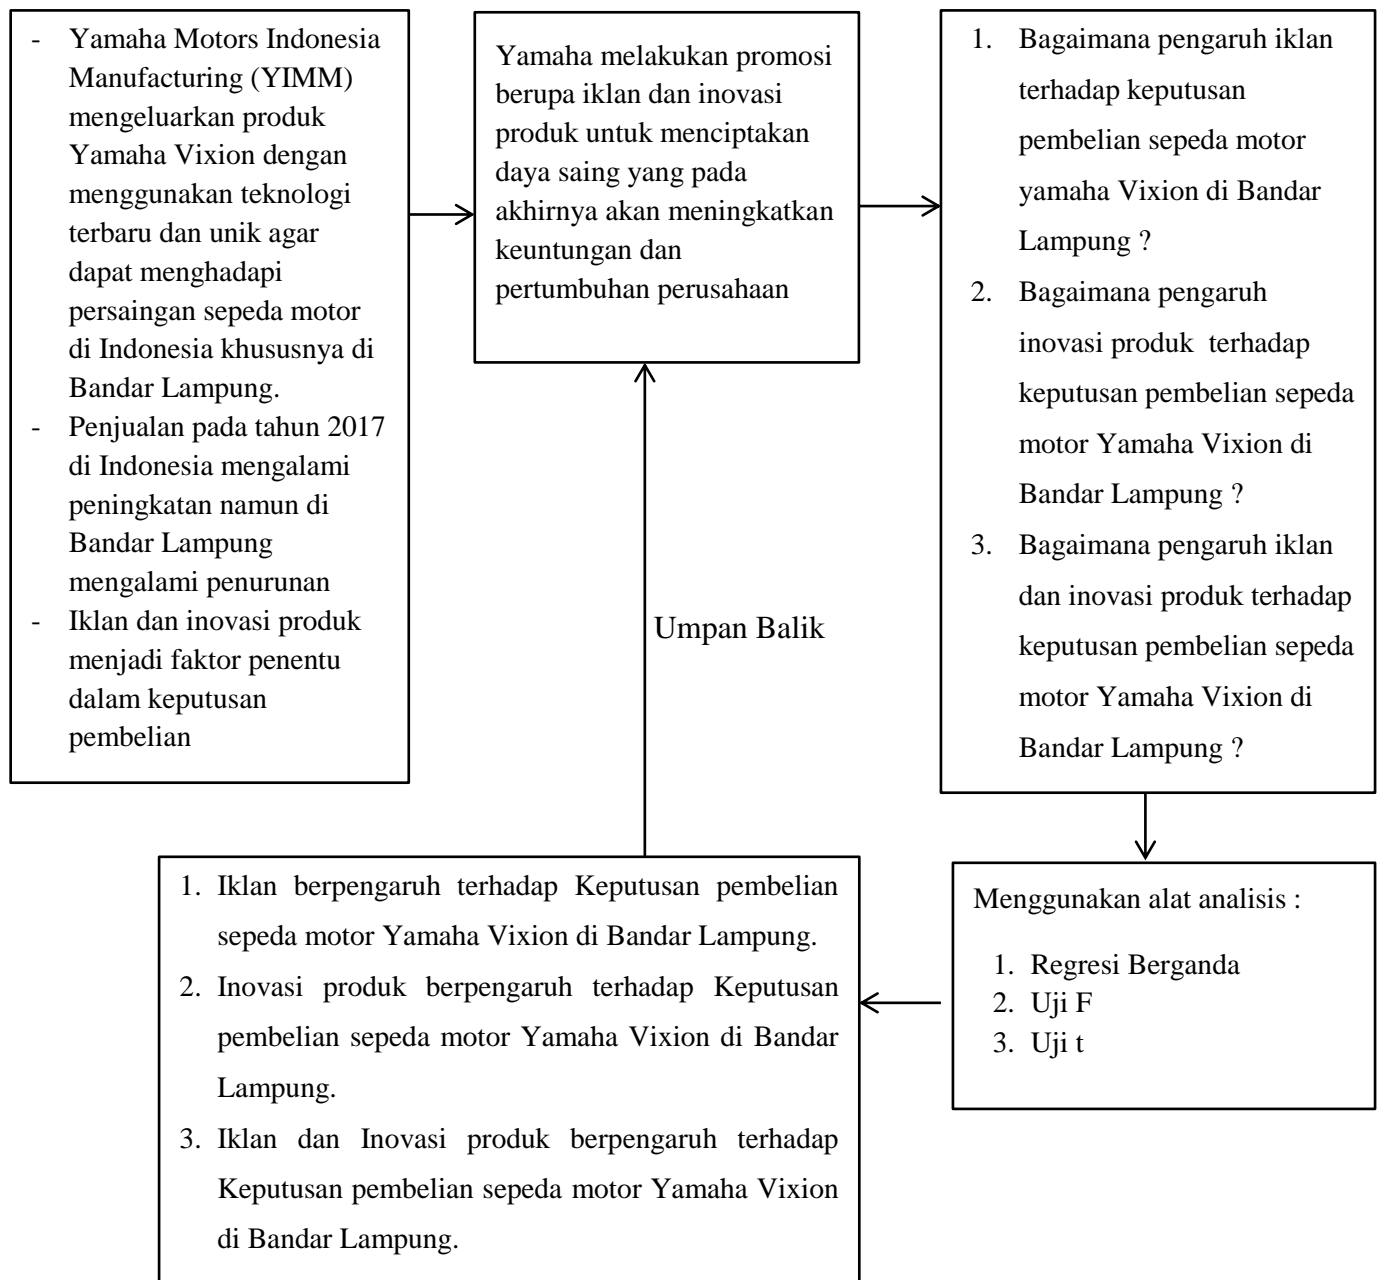 - Yamaha Motors Indonesia
Manufacturing (YIMM)
mengeluarkan produk
Yamaha Vixion dengan
menggunakan teknologi
terbaru dan unik agar
dapat menghadapi
persaingan sepeda motor
di Indonesia khususnya di
Bandar Lampung.
- Penjualan pada tahun 2017
di Indonesia mengalami
peningkatan namun di
Bandar Lampung
mengalami penurunan
- Iklan dan inovasi produk
menjadi faktor penentu
dalam keputusan
pembelian
Yamaha melakukan promosi
berupa iklan dan inovasi
produk untuk menciptakan
daya saing yang pada
akhirnya akan meningkatkan
keuntungan dan
pertumbuhan perusahaan
1. Bagaimana pengaruh iklan
terhadap keputusan
pembelian sepeda motor
yamaha Vixion di Bandar
Lampung ?
2. Bagaimana pengaruh
inovasi produk terhadap
keputusan pembelian sepeda
motor Yamaha Vixion di
Bandar Lampung ?
3. Bagaimana pengaruh iklan
dan inovasi produk terhadap
keputusan pembelian sepeda
motor Yamaha Vixion di
Bandar Lampung ?
Umpan Balik
Menggunakan alat analisis :
1. Regresi Berganda
2. Uji F
3. Uji t
1. Iklan berpengaruh terhadap Keputusan pembelian
sepeda motor Yamaha Vixion di Bandar Lampung.
2. Inovasi produk berpengaruh terhadap Keputusan
pembelian sepeda motor Yamaha Vixion di Bandar
Lampung.
3. Iklan dan Inovasi produk berpengaruh terhadap
Keputusan pembelian sepeda motor Yamaha Vixion
di Bandar Lampung.